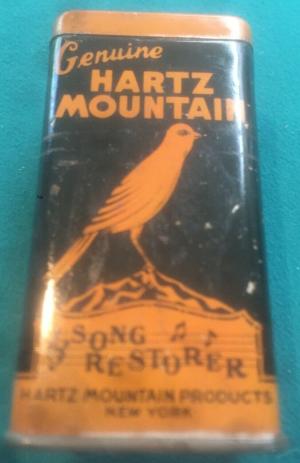 Genuine
HARTZ
MOUNTAIN
SONG
RESTORER
HARTZ MOUNTAIN PRODUCTS
NEW YORK